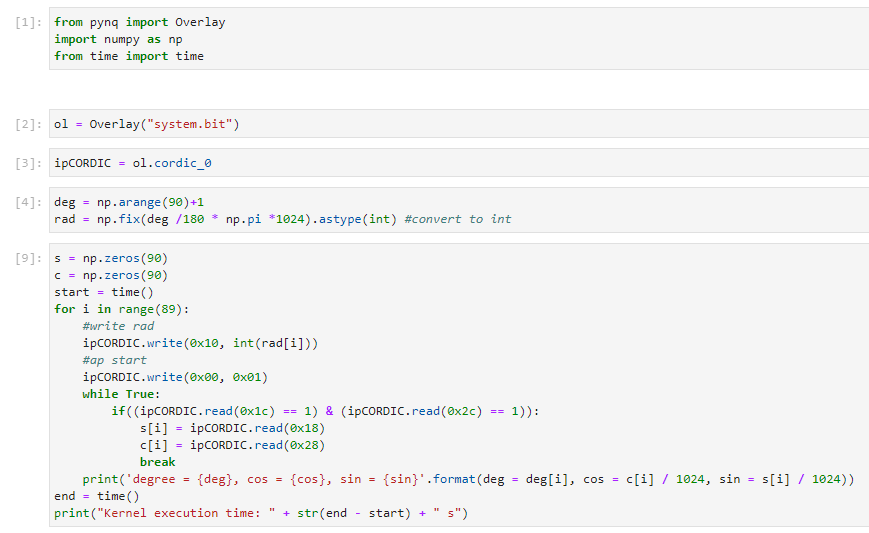 [1]: from pynq import Overlay
import numpy as np
from time import time
[2]: ol = Overlay("system.bit")
[3]: ipCORDIC = ol.cordic_0
[4]: deg = np.arange(90)+1
rad = np.fix(deg /180 * np.pi *1024).astype(int) #convert to int
[9]: s = np.zeros(90)
c = np.zeros(90)
start = time()
for i in range(89):
    #write rad
    ipCORDIC.write(0x10, int(rad[i]))
    #ap start
    ipCORDIC.write(0x00, 0x01)
    while True:
        if((ipCORDIC.read(0x1c) == 1) & (ipCORDIC.read(0x2c) == 1)):
            s[i] = ipCORDIC.read(0x18)
            c[i] = ipCORDIC.read(0x28)
            break
    print('degree = {deg}, cos = {cos}, sin = {sin}'.format(deg = deg[i], cos = c[i] / 1024, sin = s[i] / 1024))
end = time()
print("Kernel execution time: " + str(end - start) + " s")